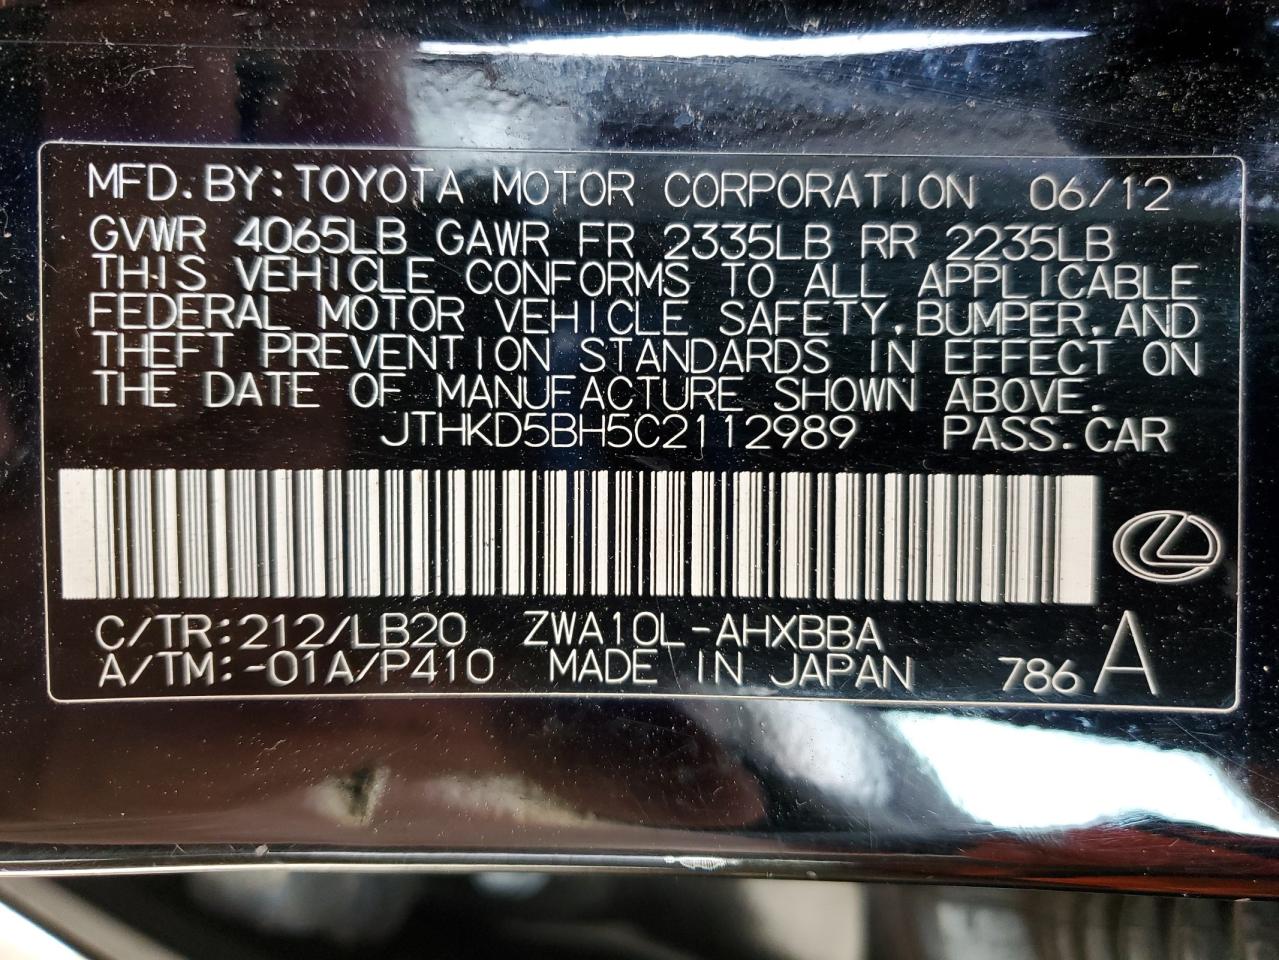 MFD.BY:TOYOTA MOTOR CORPORATION 06/12
GVWR 4065LB GAWR FR 2335LB RR 2235LB
THIS VEHICLE CONFORMS TO ALL APPLICABLE
FEDERAL MOTOR VEHICLE SAFETY,BUMPER,AND
THEFT PREVENTION STANDARDS IN EFFECT ON
THE DATE OF MANUFACTURE SHOWN ABOVE.
JTHKD5BH5C2112989 PASS.CAR
C/TR:212/LB20 ZWA10L-AHXBBA
A/TM:-01A/P410 MADE IN JAPAN 786 A